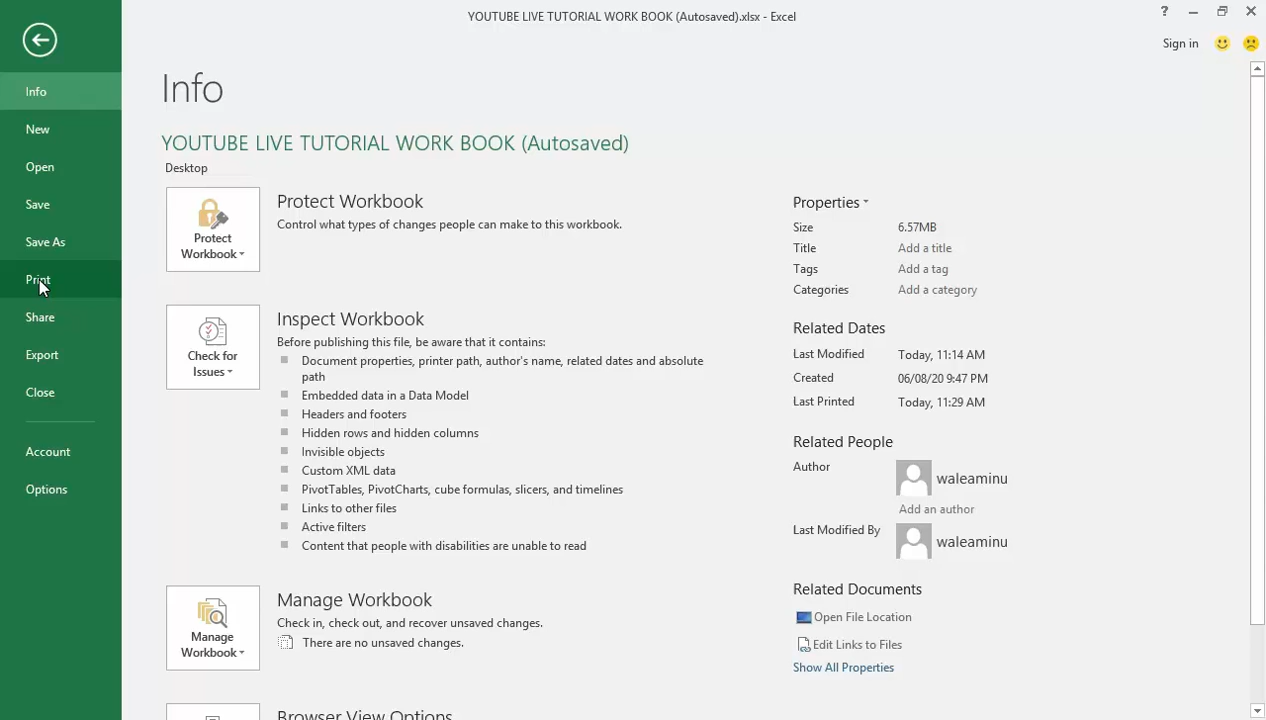 YOUTUBE LIVE TUTORIAL WORK BOOK (Autosaved).xlsx - Excel
?
Sign in
Info
New
Open
Save
Save As
Print
Share
Export
Close
Account
Options
Info
YOUTUBE LIVE TUTORIAL WORK BOOK (Autosaved)
Desktop
Protect
Workbook
Protect Workbook
Control what types of changes people can make to this workbook.
Check for
Issues
Inspect Workbook
Before publishing this file, be aware that it contains:
Document properties, printer path, author's name, related dates and absolute
path
Embedded data in a Data Model
Headers and footers
Hidden rows and hidden columns
Invisible objects
Custom XML data
PivotTables, PivotCharts, cube formulas, slicers, and timelines
Links to other files
Active filters
Content that people with disabilities are unable to read
Manage
Workbook
Manage Workbook
Check in, check out, and recover unsaved changes.
There are no unsaved changes.
Browser View Options
Properties
Size 6.57MB
Title Add a title
Tags Add a tag
Categories Add a category
Related Dates
Last Modified Today, 11:14 AM
Created 06/08/20 9:47 PM
Last Printed Today, 11:29 AM
Related People
Author waleaminu
Add an author
Last Modified By waleaminu
Related Documents
Open File Location
Edit Links to Files
Show All Properties